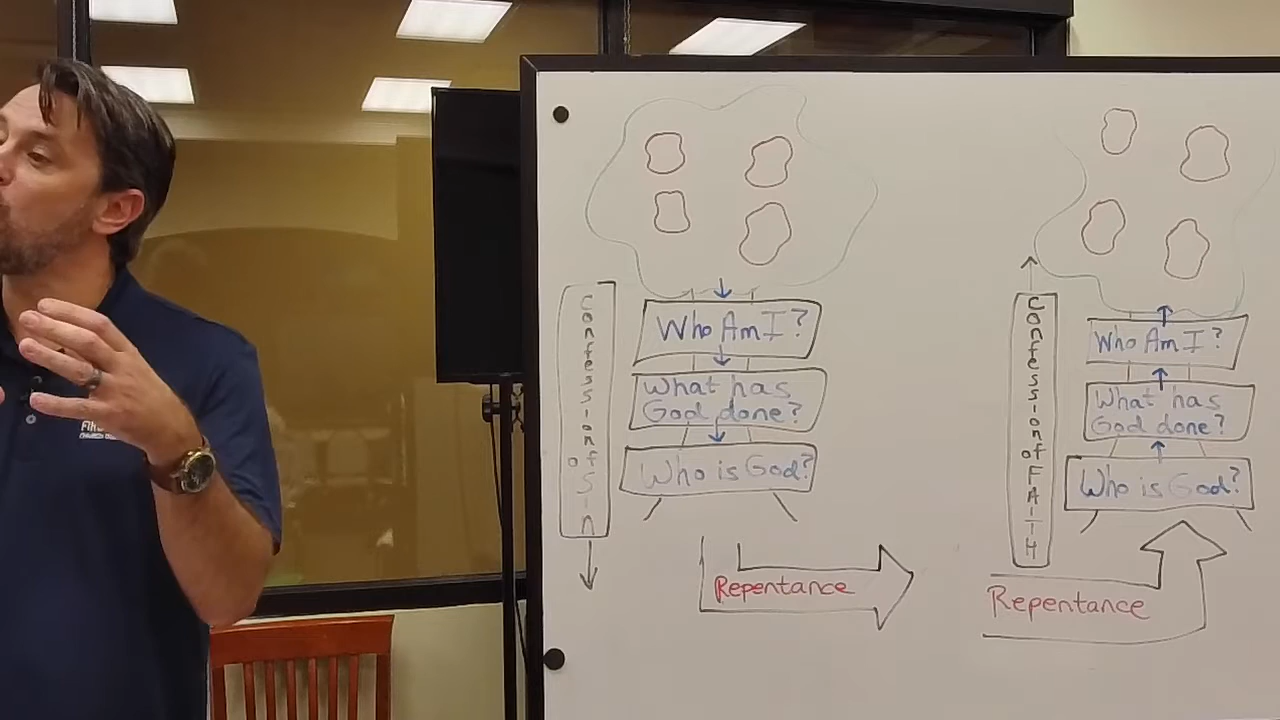 Confession of Sin
Who Am I?
What has
God done?
Who is God?
Repentance
Confession of FAITH
Who Am I?
What has
God done?
Who is God?
Repentance